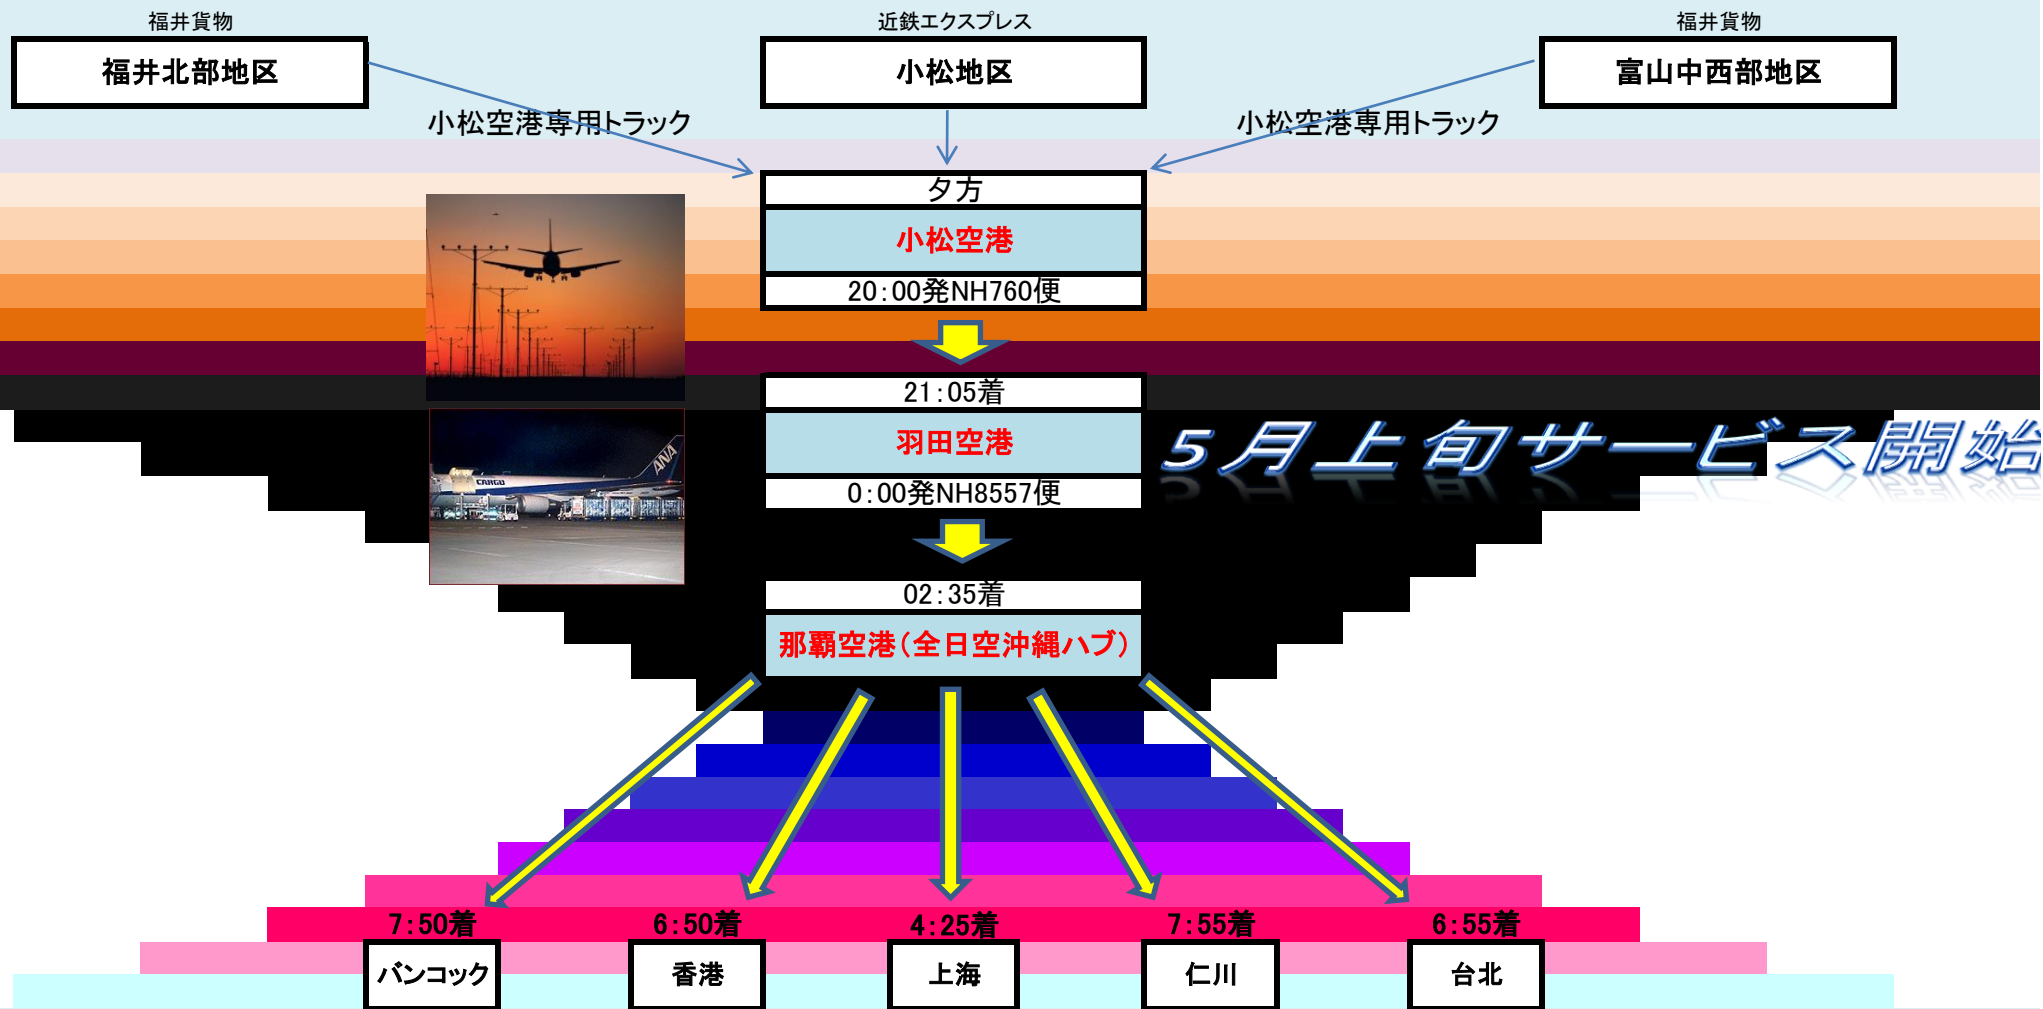 福井貨物
近鉄エクスプレス
福井貨物
福井北部地区
小松地区
富山中西部地区
小松空港専用トラック
小松空港専用トラック
夕方
小松空港
20:00発NH760便
21:05着
羽田空港
0:00発NH8557便
5月上旬サービス開始
ANA
CARGO
02:35着
那覇空港(全日空沖縄ハブ)
7:50着
6:50着
4:25着
7:55着
6:55着
バンコック
香港
上海
仁川
台北